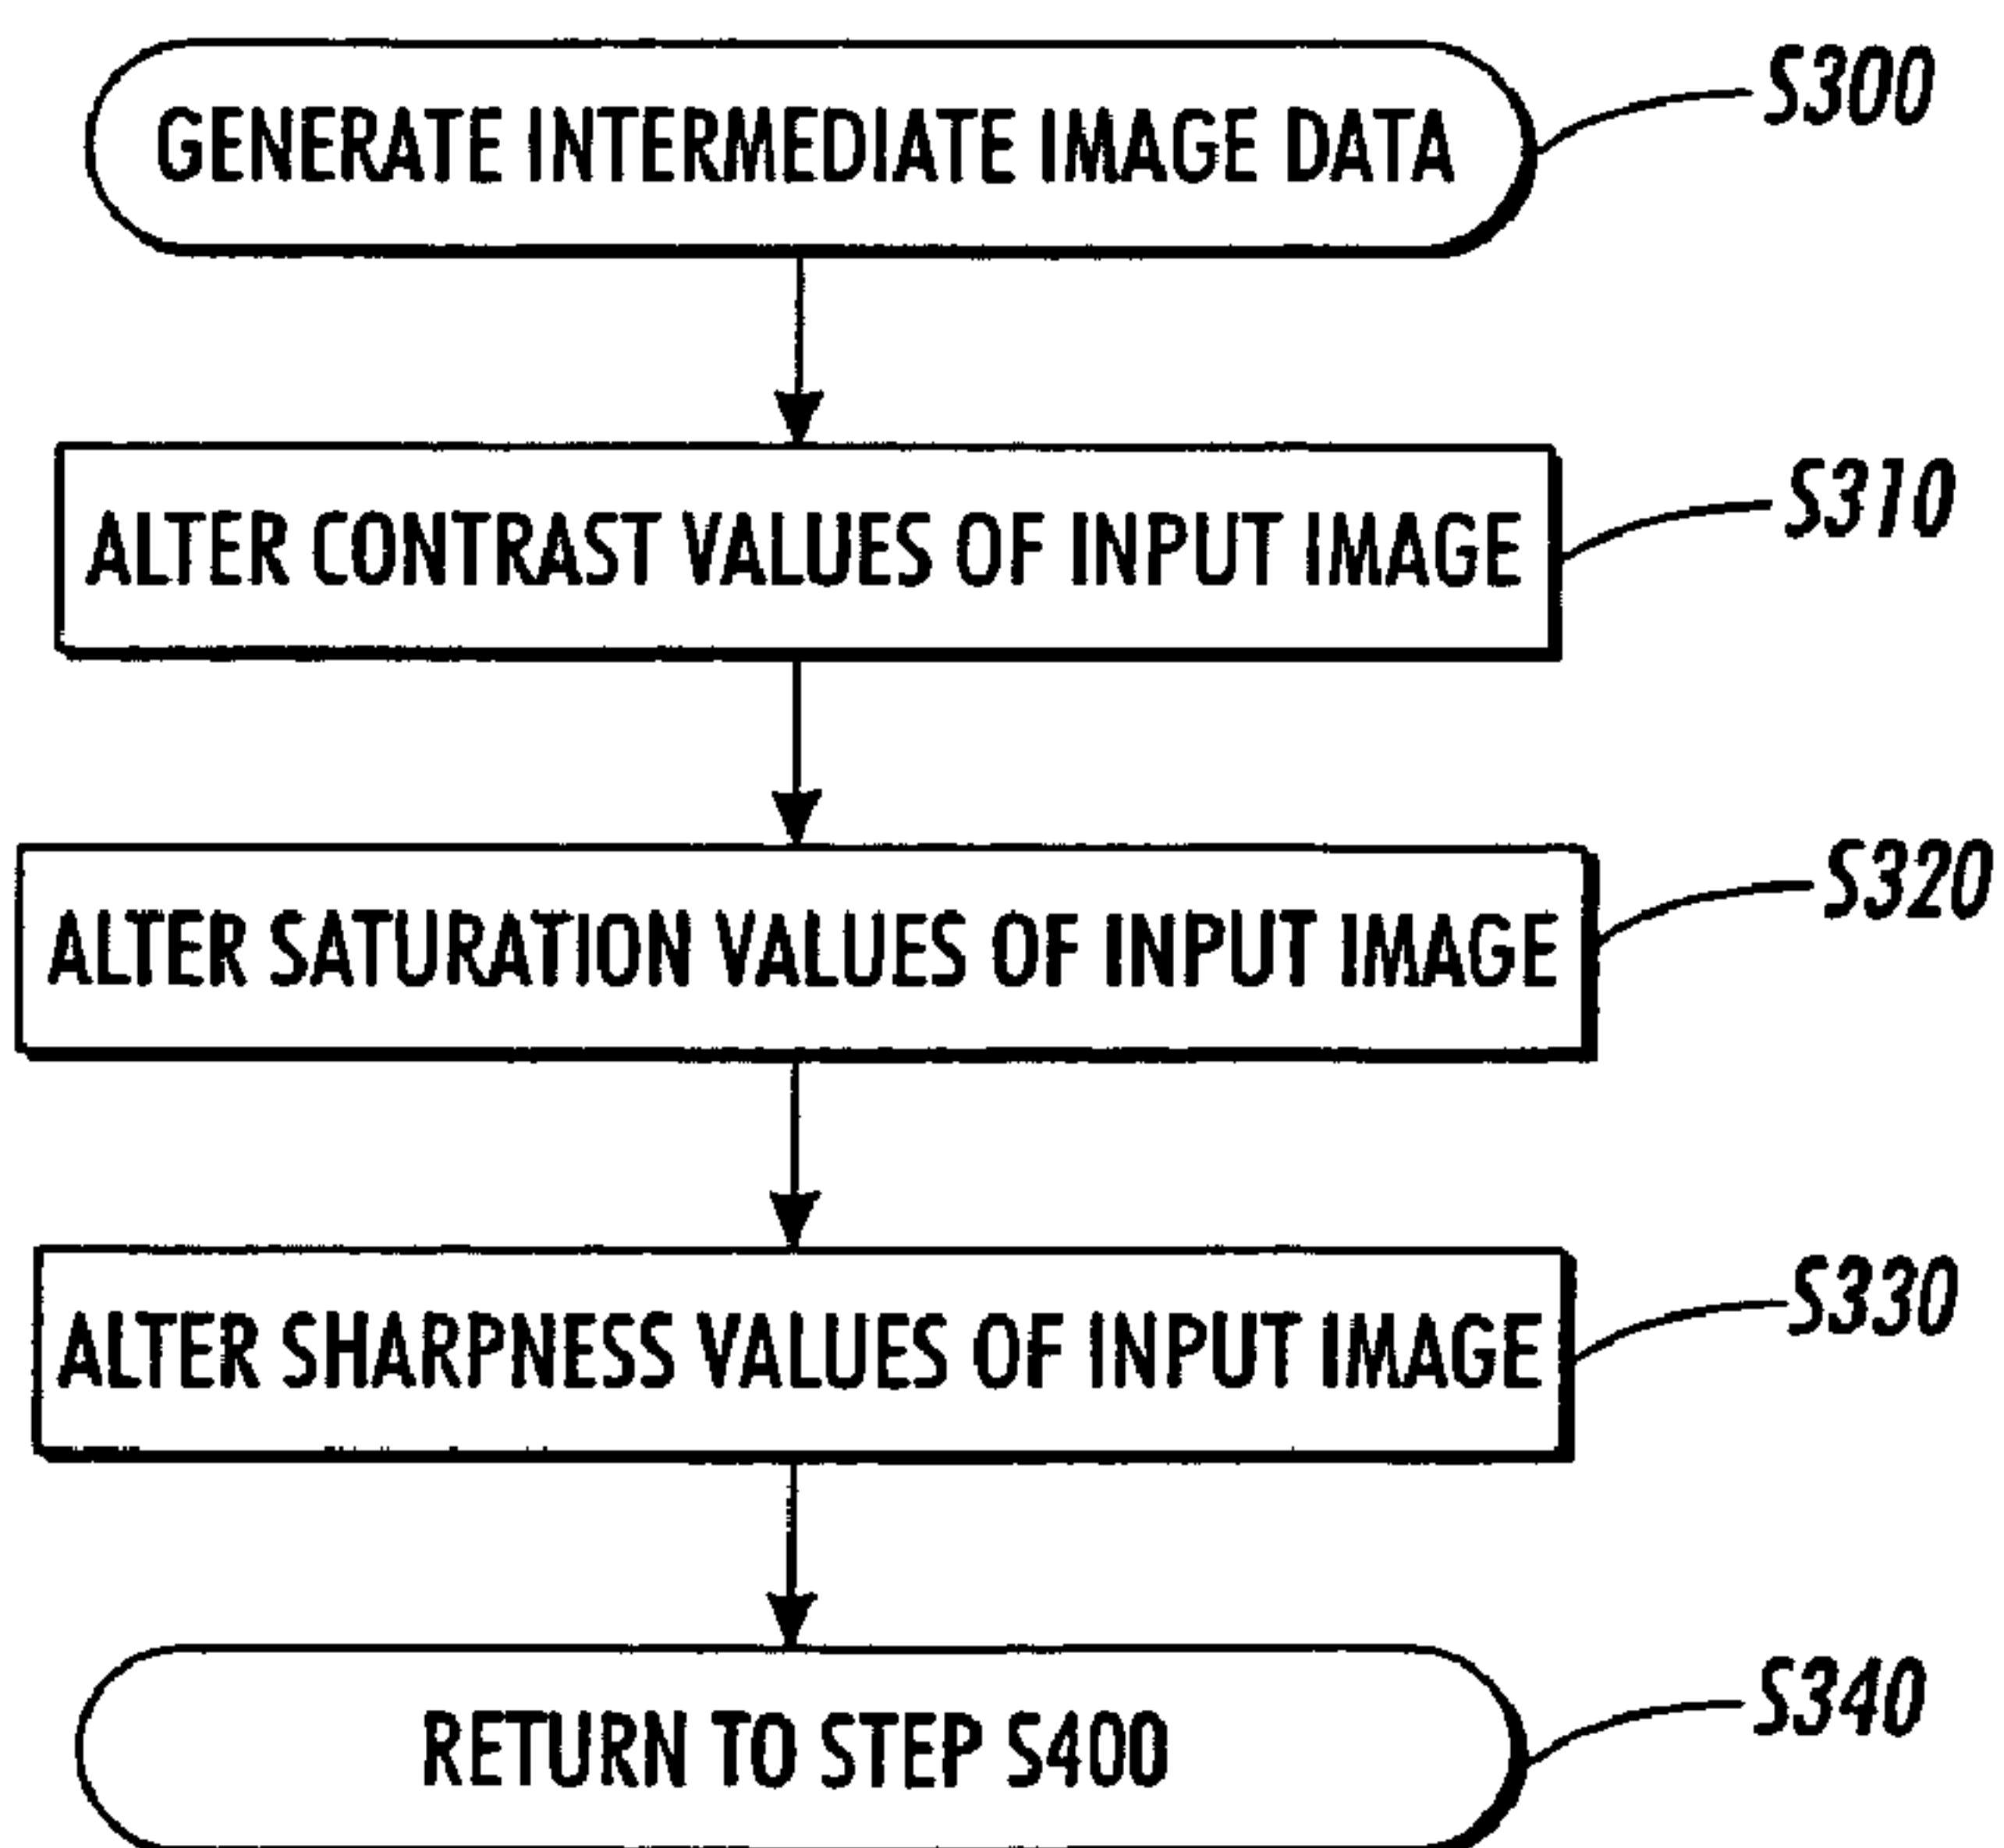 GENERATE INTERMEDIATE IMAGE DATA
S300
ALTER CONTRAST VALUES OF INPUT IMAGE
S310
ALTER SATURATION VALUES OF INPUT IMAGE
S320
ALTER SHARPNESS VALUES OF INPUT IMAGE
S330
RETURN TO STEP S400
S340